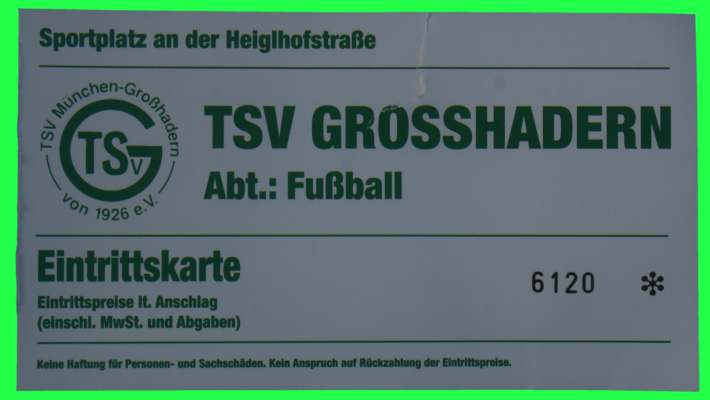 Sportplatz an der Heiglhofstraße
TSV München-Großhadern
TSV
von 1926 e.V.
TSV GROSSHADERN
Abt.: Fußball
Eintrittskarte
6120 ✻
Eintrittspreise lt. Anschlag
(einschl. MwSt. und Abgaben)
Keine Haftung für Personen- und Sachschäden. Kein Anspruch auf Rückzahlung der Eintrittspreise.